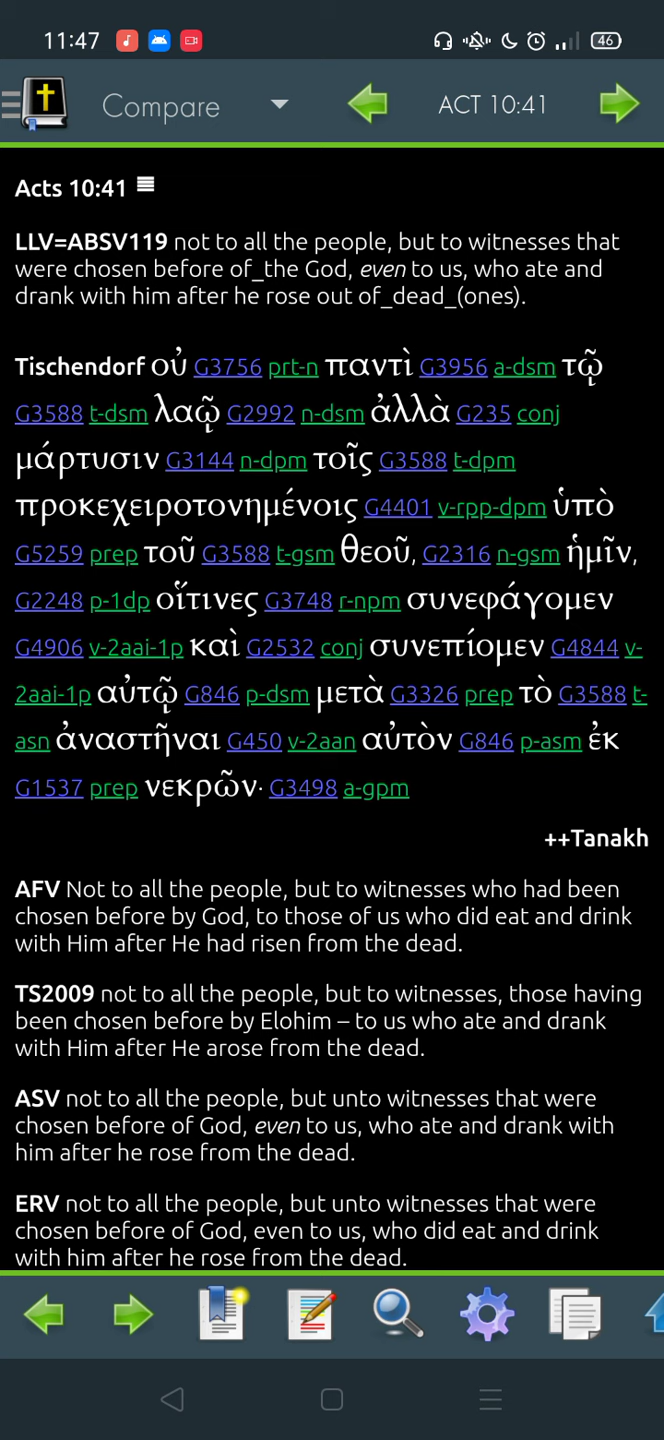 11:47
46
Compare
ACT 10:41
Acts 10:41
LLV=ABSV119 not to all the people, but to witnesses that
were chosen before of_the God, even to us, who ate and
drank with him after he rose out of_dead_(ones).
Tischendorf οὐ G3756 prt-n παντὶ G3956 a-dsm τῷ
G3588 t-dsm λαῷ G2992 n-dsm ἀλλὰ G235 conj
μάρτυσιν G3144 n-dpm τοῖς G3588 t-dpm
προκεχειροτονημένοις G4401 v-rpp-dpm ὑπὸ
G5259 prep τοῦ G3588 t-gsm θεοῦ, G2316 n-gsm ἡμῖν,
G2248 p-1dp οἵτινες G3748 r-npm συνεφάγομεν
G4906 v-2aai-1p καὶ G2532 conj συνεπίομεν G4844 v-
2aai-1p αὐτῷ G846 p-dsm μετὰ G3326 prep τὸ G3588 t-
asn ἀναστῆναι G450 v-2aan αὐτὸν G846 p-asm ἐκ
G1537 prep νεκρῶν· G3498 a-gpm
++Tanakh
AFV Not to all the people, but to witnesses who had been
chosen before by God, to those of us who did eat and drink
with Him after He had risen from the dead.
TS2009 not to all the people, but to witnesses, those having
been chosen before by Elohim – to us who ate and drank
with Him after He arose from the dead.
ASV not to all the people, but unto witnesses that were
chosen before of God, even to us, who ate and drank with
him after he rose from the dead.
ERV not to all the people, but unto witnesses that were
chosen before of God, even to us, who did eat and drink
with him after he rose from the dead.